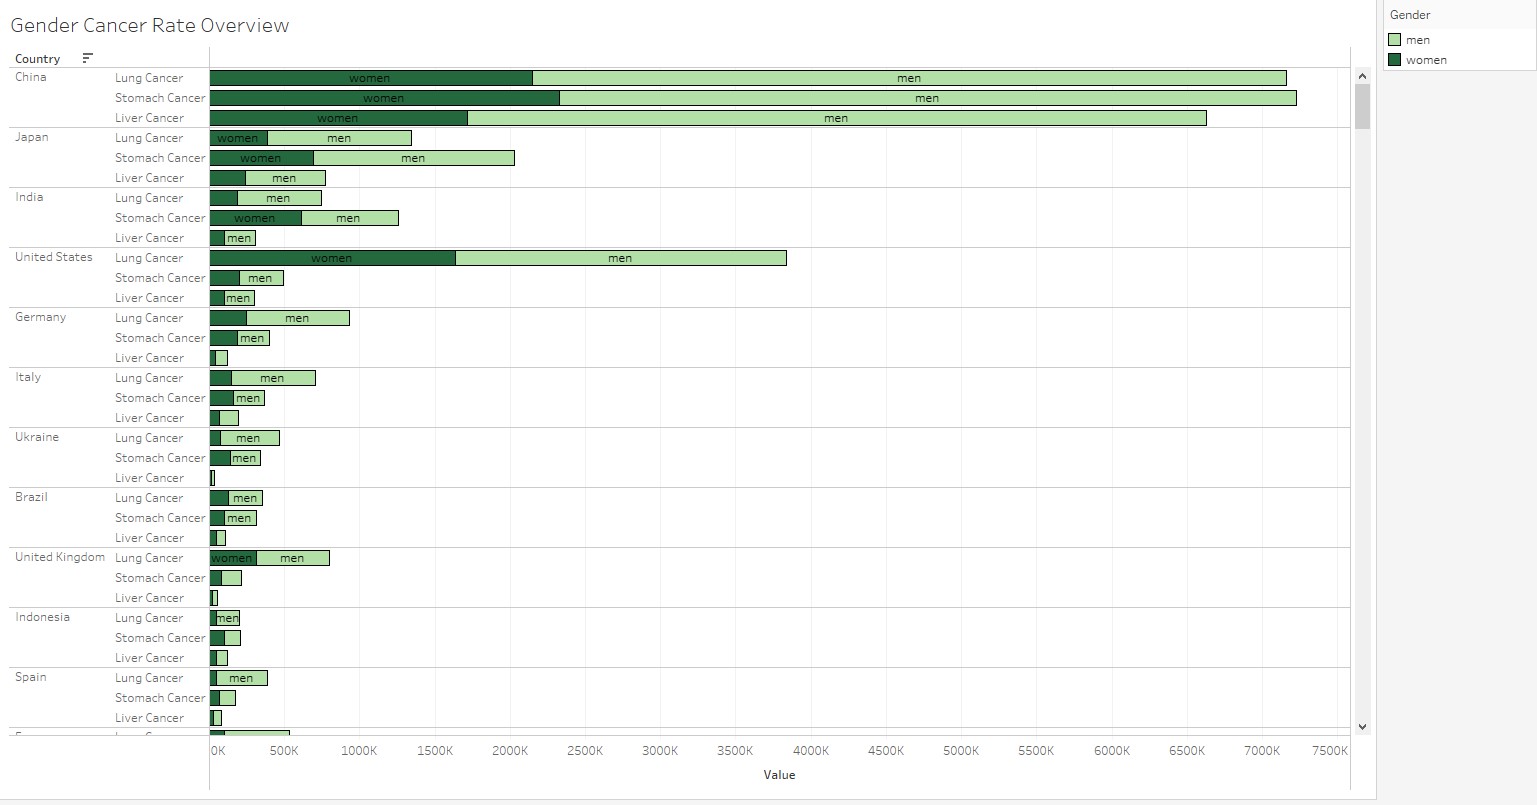 Gender Cancer Rate Overview
Country
China Lung Cancer women men
Stomach Cancer women men
Liver Cancer women men
Japan Lung Cancer women men
Stomach Cancer women men
Liver Cancer men
India Lung Cancer men
Stomach Cancer women men
Liver Cancer men
United States Lung Cancer women men
Stomach Cancer men
Liver Cancer men
Germany Lung Cancer men
Stomach Cancer men
Liver Cancer
Italy Lung Cancer men
Stomach Cancer men
Liver Cancer
Ukraine Lung Cancer men
Stomach Cancer men
Liver Cancer
Brazil Lung Cancer men
Stomach Cancer men
Liver Cancer
United Kingdom Lung Cancer women men
Stomach Cancer
Liver Cancer
Indonesia Lung Cancer men
Stomach Cancer
Liver Cancer
Spain Lung Cancer men
Stomach Cancer
Liver Cancer
0K 500K 1000K 1500K 2000K 2500K 3000K 3500K 4000K 4500K 5000K 5500K 6000K 6500K 7000K 7500K
Value
Gender
men
women